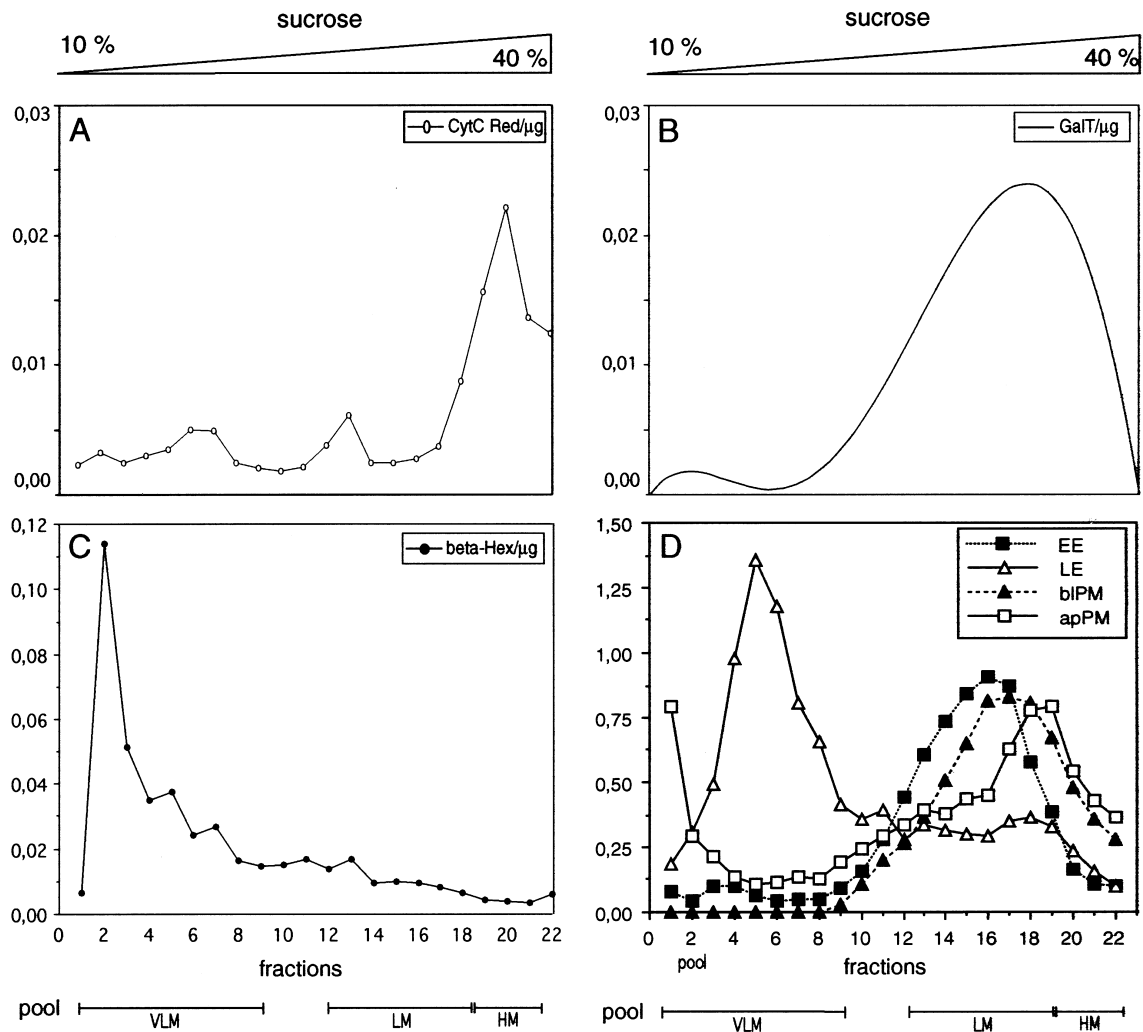 sucrose
10 %
40 %
sucrose
10 %
40 %
A
CytC Red/µg
0,03
0,02
0,01
0,00
B
GalT/µg
0,03
0,02
0,01
0,00
C
beta-Hex/µg
0,12
0,10
0,08
0,06
0,04
0,02
0,00
0 2 4 6 8 10 12 14 16 18 20 22
fractions
D
EE
LE
blPM
apPM
1,50
1,25
1,00
0,75
0,50
0,25
0,00
0 2 4 6 8 10 12 14 16 18 20 22
pool
fractions
pool
VLM
LM
HM
pool
VLM
LM
HM